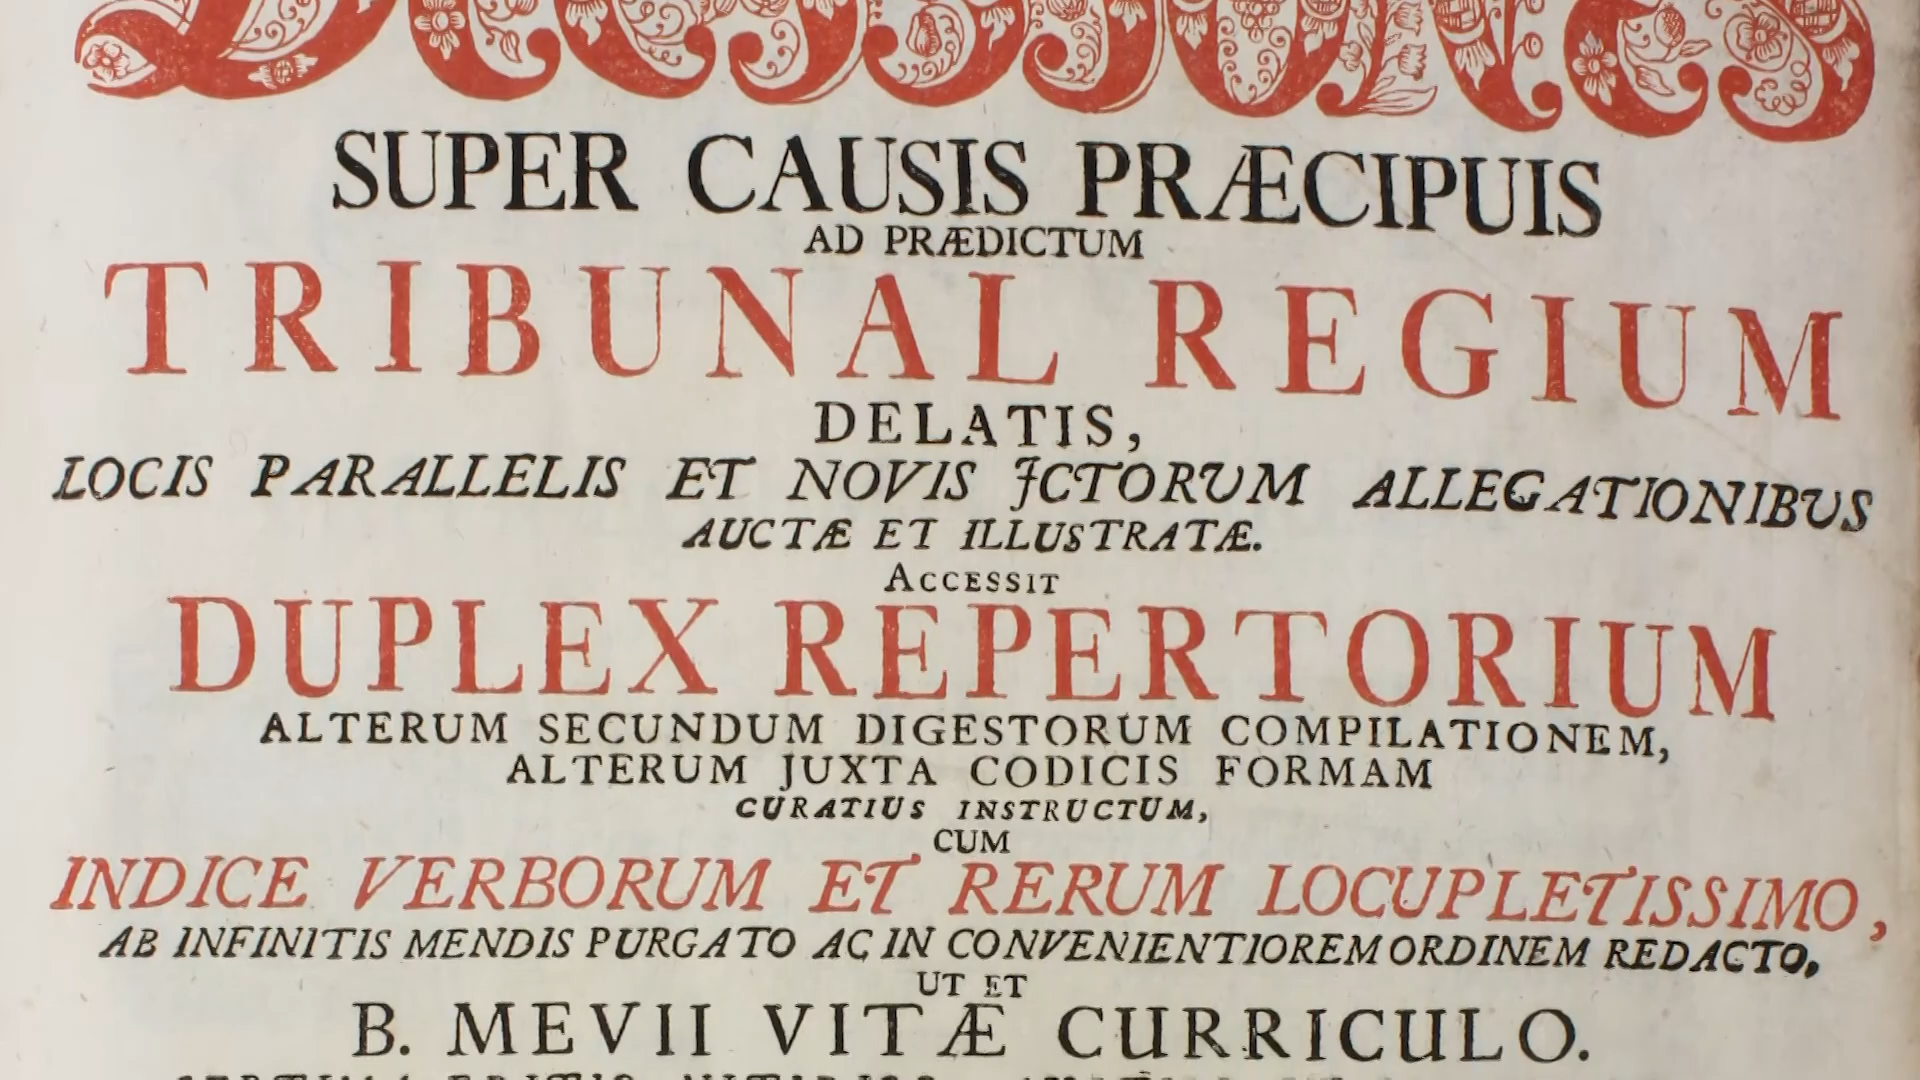 DECISIONES
SUPER CAUSIS PRÆCIPUIS
AD PRÆDICTUM
TRIBUNAL REGIUM
DELATIS,
LOCIS PARALLELIS ET NOVIS JCTORUM ALLEGATIONIBUS
AUCTÆ ET ILLUSTRATÆ.
ACCESSIT
DUPLEX REPERTORIUM
ALTERUM SECUNDUM DIGESTORUM COMPILATIONEM,
ALTERUM JUXTA CODICIS FORMAM
CURATIUS INSTRUCTUM,
CUM
INDICE VERBORUM ET RERUM LOCUPLETISSIMO,
AB INFINITIS MENDIS PURGATO AC IN CONVENIENTIOREM ORDINEM REDACTO,
UT ET
B. MEVII VITÆ CURRICULO.